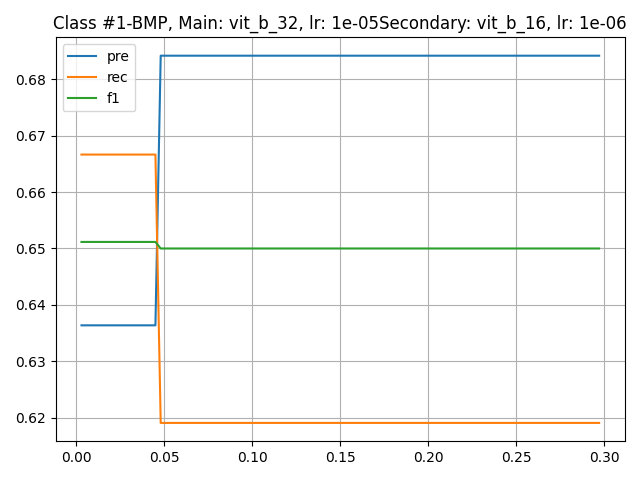 Class #1-BMP, Main: vit_b_32, lr: 1e-05Secondary: vit_b_16, lr: 1e-06
pre
rec
f1
0.68
0.67
0.66
0.65
0.64
0.63
0.62
0.00 0.05 0.10 0.15 0.20 0.25 0.30